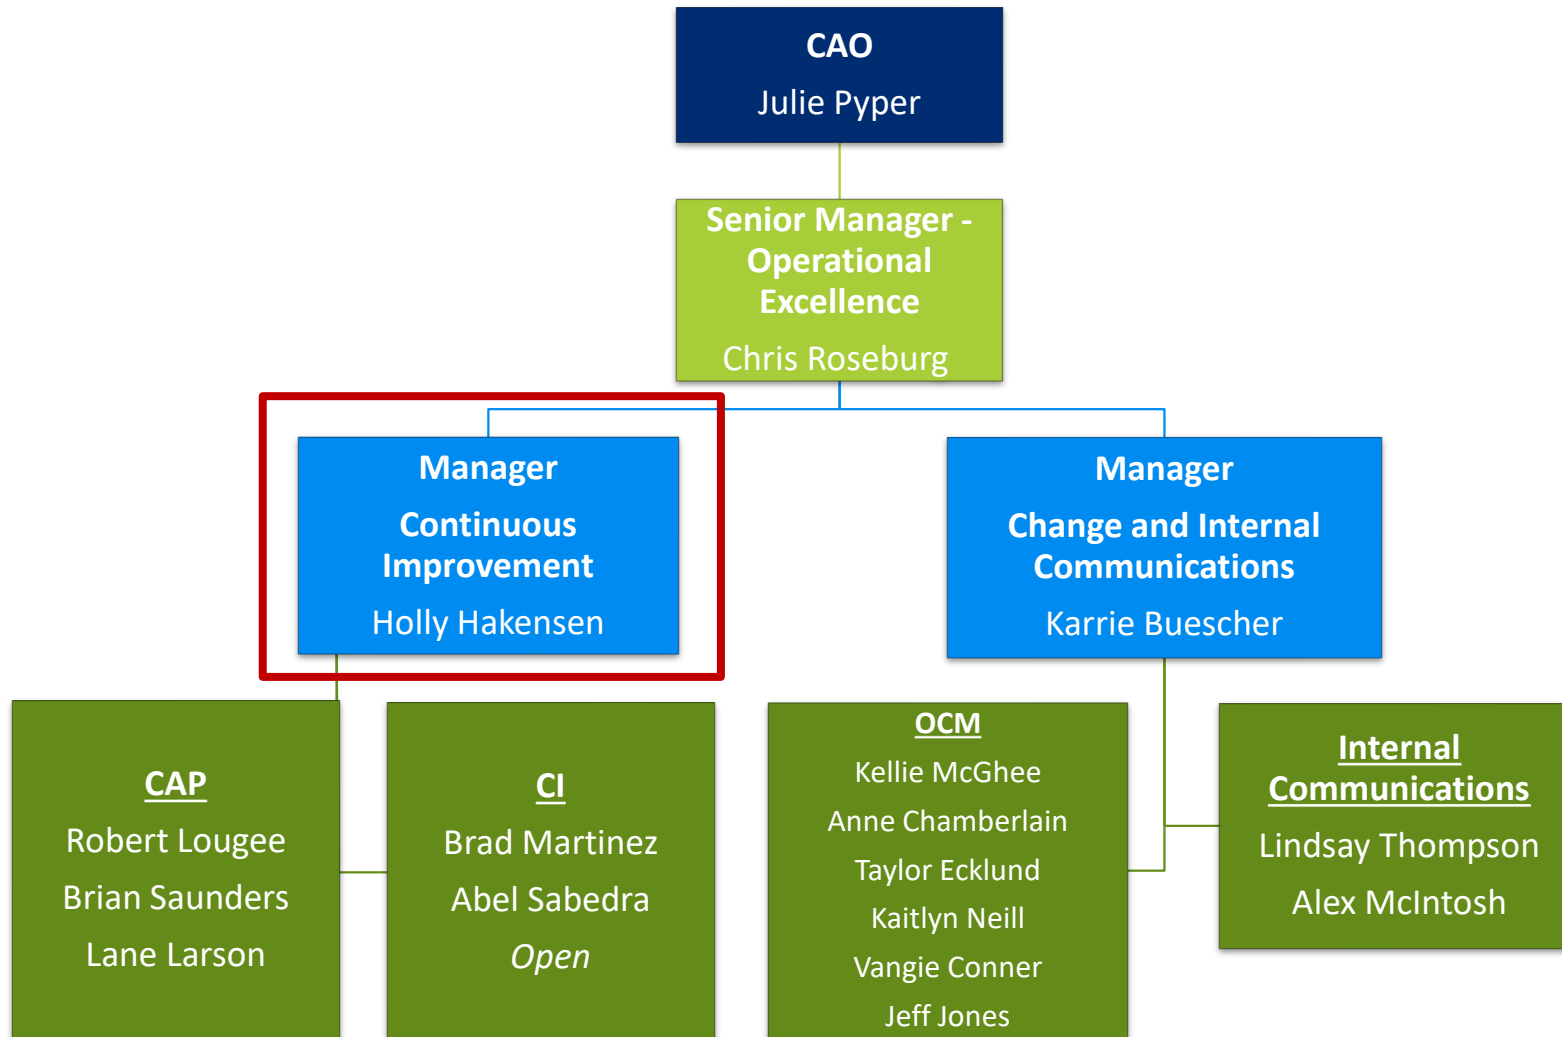 CAO
Julie Pyper
Senior Manager -
Operational
Excellence
Chris Roseburg
Manager
Continuous
Improvement
Holly Hakensen
Manager
Change and Internal
Communications
Karrie Buescher
CAP
Robert Lougee
Brian Saunders
Lane Larson
CI
Brad Martinez
Abel Sabedra
Open
OCM
Kellie McGhee
Anne Chamberlain
Taylor Ecklund
Kaitlyn Neill
Vangie Conner
Jeff Jones
Internal
Communications
Lindsay Thompson
Alex McIntosh